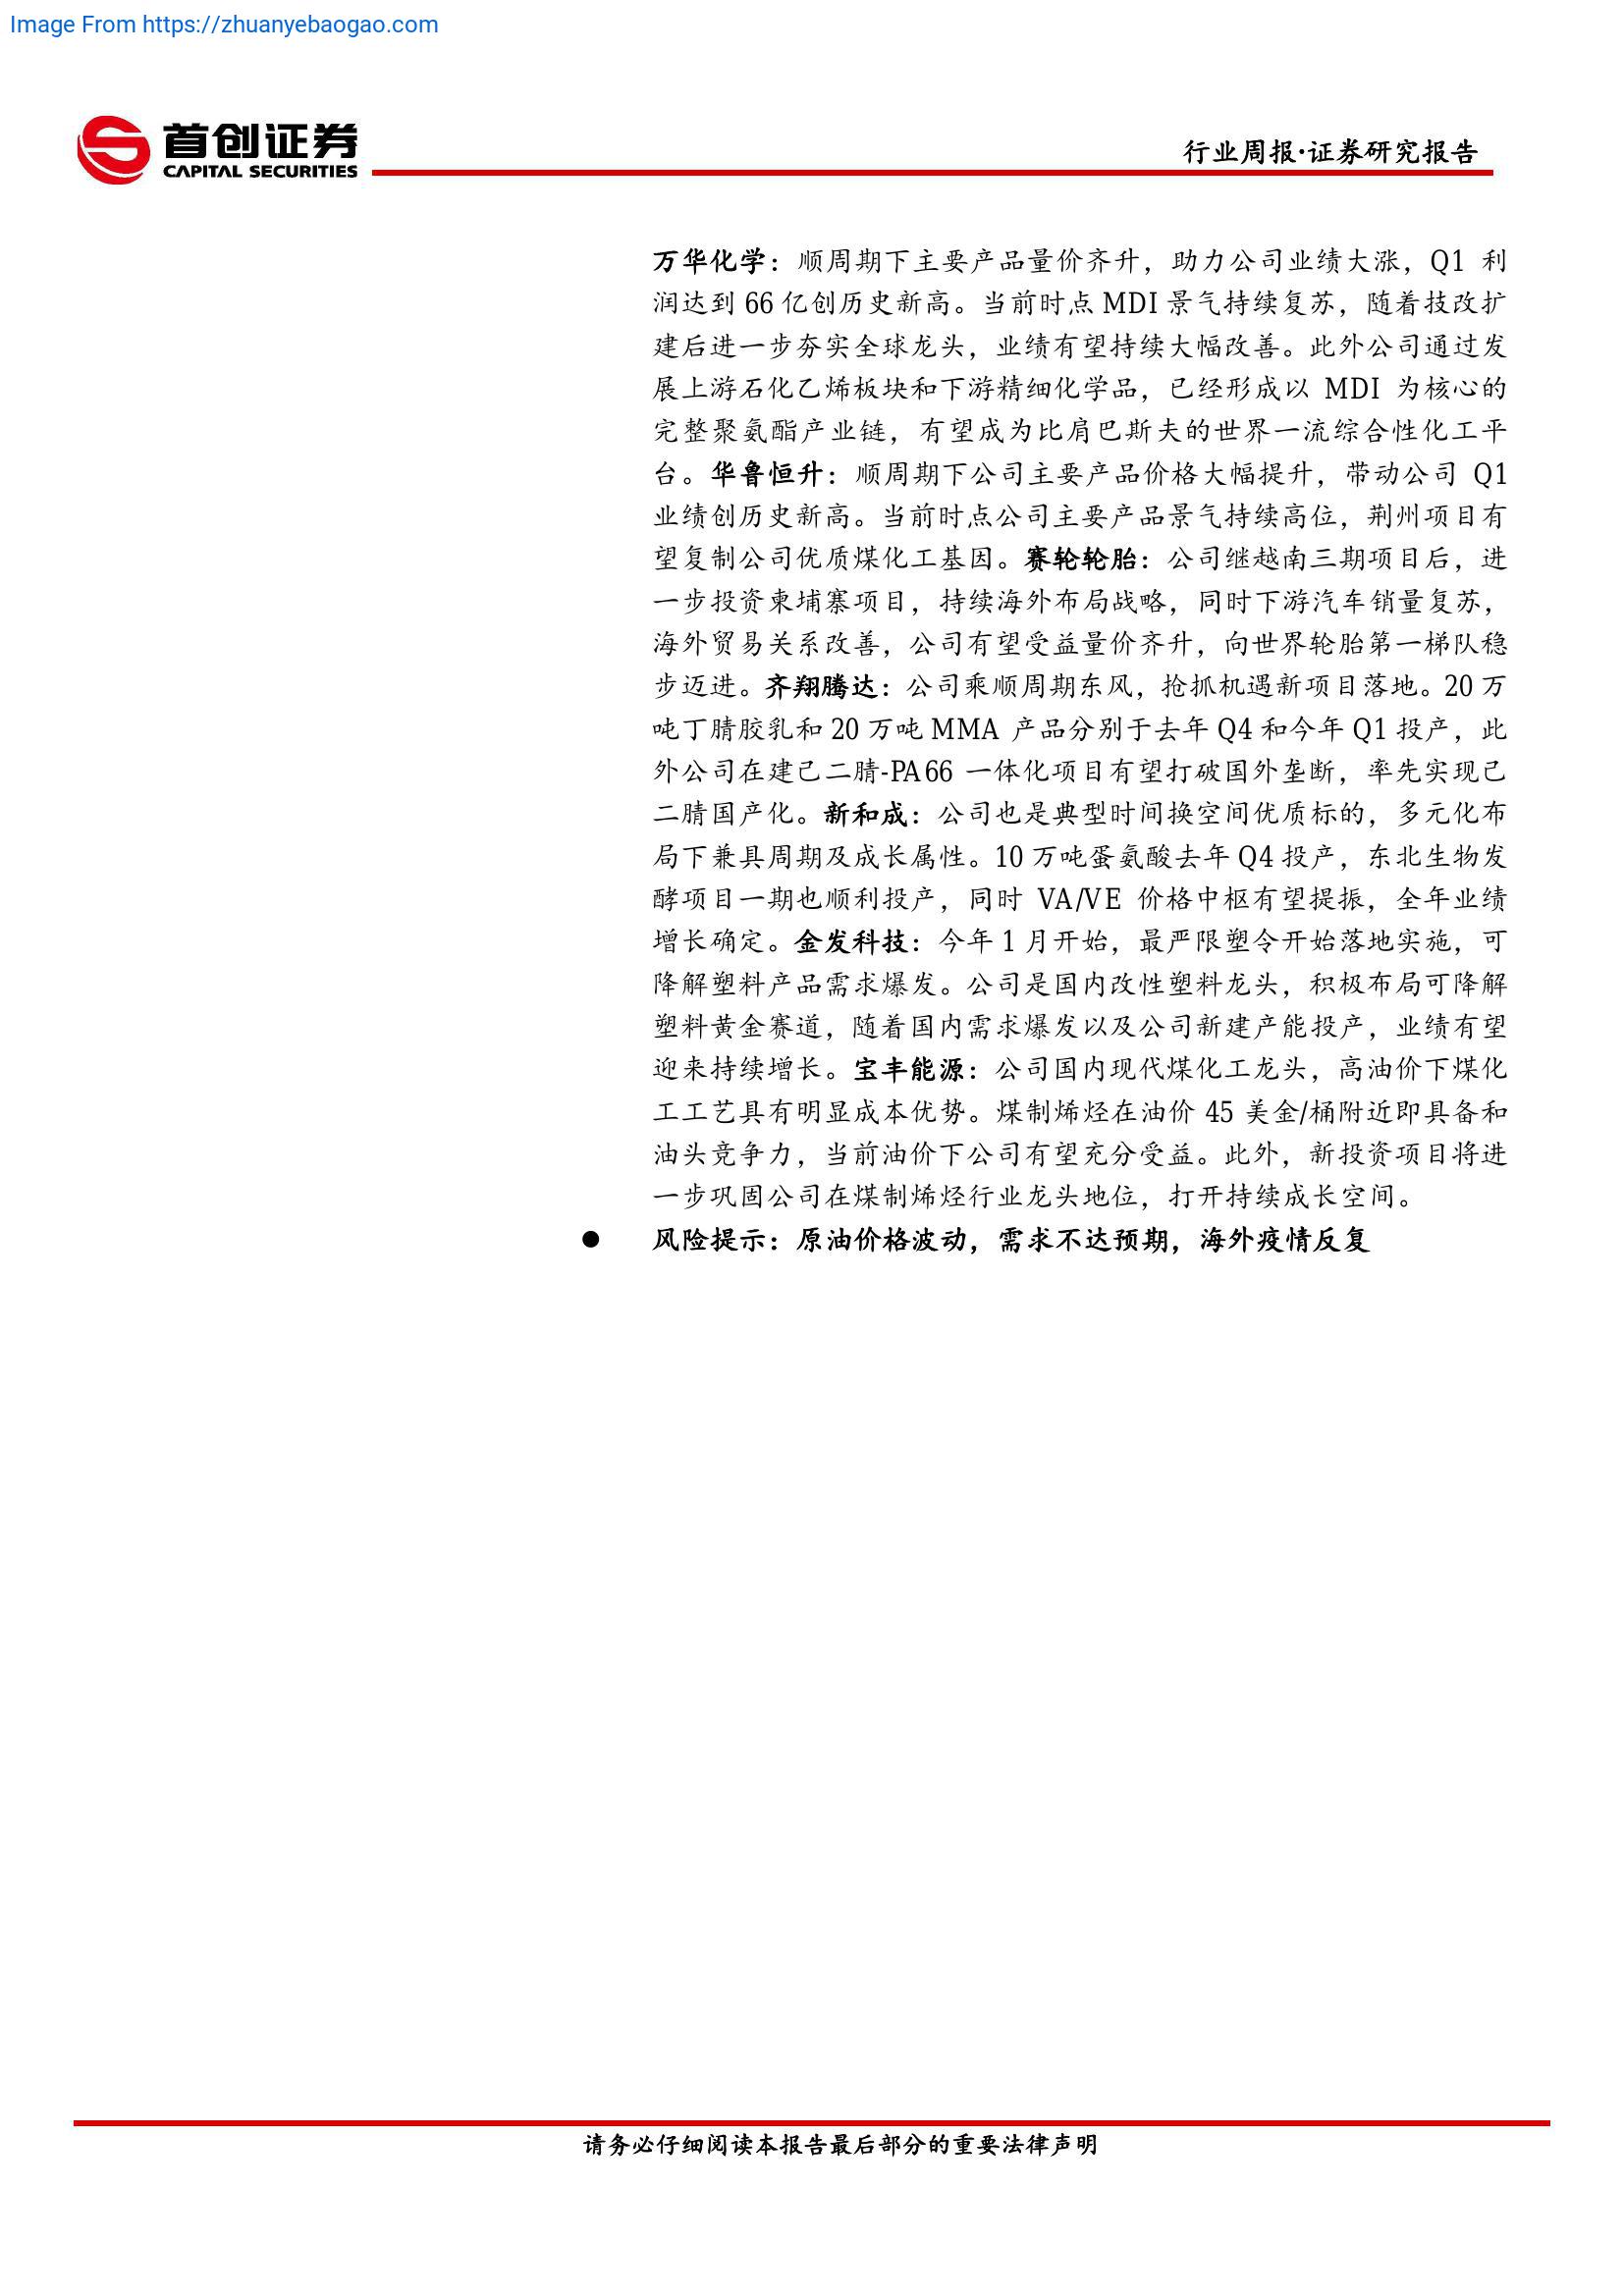 Image From https://zhuanyebaogao.com
首创证券
CAPITAL SECURITIES
行业周报·证券研究报告
万华化学：顺周期下主要产品量价齐升，助力公司业绩大涨，Q1 利
润达到 66 亿创历史新高。当前时点 MDI 景气持续复苏，随着技改扩
建后进一步夯实全球龙头，业绩有望持续大幅改善。此外公司通过发
展上游石化乙烯板块和下游精细化学品，已经形成以 MDI 为核心的
完整聚氨酯产业链，有望成为比肩巴斯夫的世界一流综合性化工平
台。华鲁恒升：顺周期下公司主要产品价格大幅提升，带动公司 Q1
业绩创历史新高。当前时点公司主要产品景气持续高位，荆州项目有
望复制公司优质煤化工基因。赛轮轮胎：公司继越南三期项目后，进
一步投资柬埔寨项目，持续海外布局战略，同时下游汽车销量复苏，
海外贸易关系改善，公司有望受益量价齐升，向世界轮胎第一梯队稳
步迈进。齐翔腾达：公司乘顺周期东风，抢抓机遇新项目落地。20 万
吨丁腈胶乳和 20 万吨 MMA 产品分别于去年 Q4 和今年 Q1 投产，此
外公司在建己二腈-PA66 一体化项目有望打破国外垄断，率先实现己
二腈国产化。新和成：公司也是典型时间换空间优质标的，多元化布
局下兼具周期及成长属性。10 万吨蛋氨酸去年 Q4 投产，东北生物发
酵项目一期也顺利投产，同时 VA/VE 价格中枢有望提振，全年业绩
增长确定。金发科技：今年 1 月开始，最严限塑令开始落地实施，可
降解塑料产品需求爆发。公司是国内改性塑料龙头，积极布局可降解
塑料黄金赛道，随着国内需求爆发以及公司新建产能投产，业绩有望
迎来持续增长。宝丰能源：公司国内现代煤化工龙头，高油价下煤化
工工艺具有明显成本优势。煤制烯烃在油价 45 美金/桶附近即具备和
油头竞争力，当前油价下公司有望充分受益。此外，新投资项目将进
一步巩固公司在煤制烯烃行业龙头地位，打开持续成长空间。
● 风险提示：原油价格波动，需求不达预期，海外疫情反复
请务必仔细阅读本报告最后部分的重要法律声明